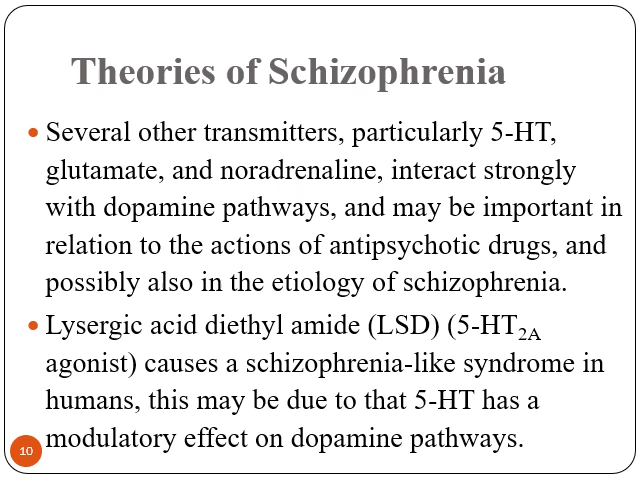 Theories of Schizophrenia
• Several other transmitters, particularly 5-HT,
glutamate, and noradrenaline, interact strongly
with dopamine pathways, and may be important in
relation to the actions of antipsychotic drugs, and
possibly also in the etiology of schizophrenia.
• Lysergic acid diethyl amide (LSD) (5-HT₂A
agonist) causes a schizophrenia-like syndrome in
humans, this may be due to that 5-HT has a
modulatory effect on dopamine pathways.
10